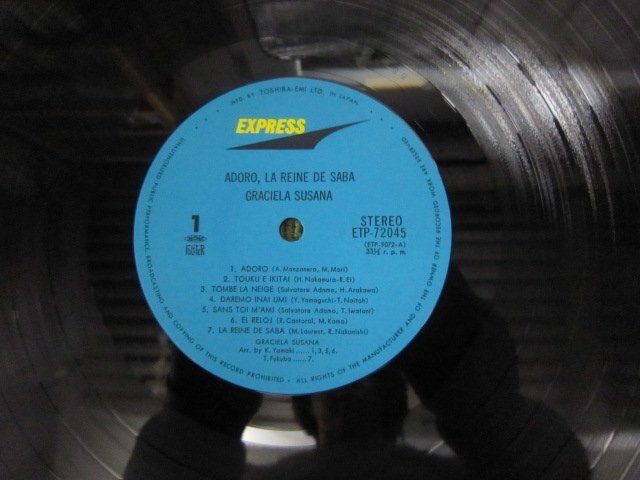 MFD. BY TOSHIBA-EMI LTD. IN JAPAN
EXPRESS
ADORO, LA REINE DE SABA
GRACIELA SUSANA
1
STEREO
ETP-72045
(ETP-9072-A)
33⅓ r. p. m.
1. ADORO (A. Manzanero, M. Mari)
2. TOUKU E IKITAI (H. Nakamura-R. Ei)
3. TOMBE LA NEIGE (Salvatore Adamo, H. Arakawa)
4. DAREMO INAI UMI (Y. Yamaguchi-T. Naitoh)
5. SANS TOI M'AMI (Salvatore Adamo, T. Iwatani)
6. EL RELOJ (R. Cantoral, M. Kama)
7. LA REINE DE SABA (M. Laurent, R. Nakanishi)
GRACIELA SUSANA
Arr. by K. Yamaki ...... 1, 3, 5, 6.
T. Fukuba ...... 7.
UNAUTHORIZED PUBLIC PERFORMANCE, BROADCASTING AND COPYING OF THIS RECORD PROHIBITED - ALL RIGHTS OF THE MANUFACTURER AND OF THE OWNER OF THE RECORDED WORK ARE RESERVED